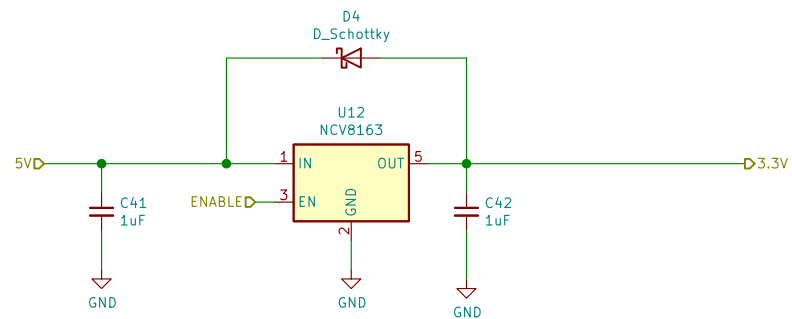 D4
D_Schottky
U12
NCV8163
5V
1
IN
OUT
5
3.3V
ENABLE
3
EN
GND
2
C41
1uF
C42
1uF
GND
GND
GND